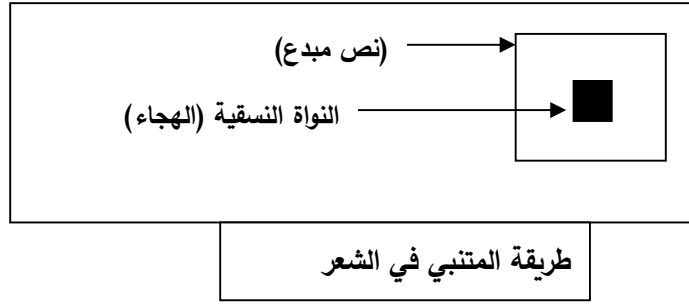 (نص مبدع)
النواة النسقية (الهجاء)
طريقة المتنبي في الشعر